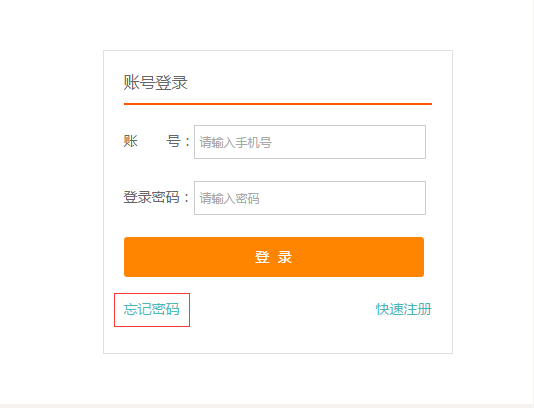 账号登录
账 号：
请输入手机号
登录密码：
请输入密码
登 录
忘记密码
快速注册